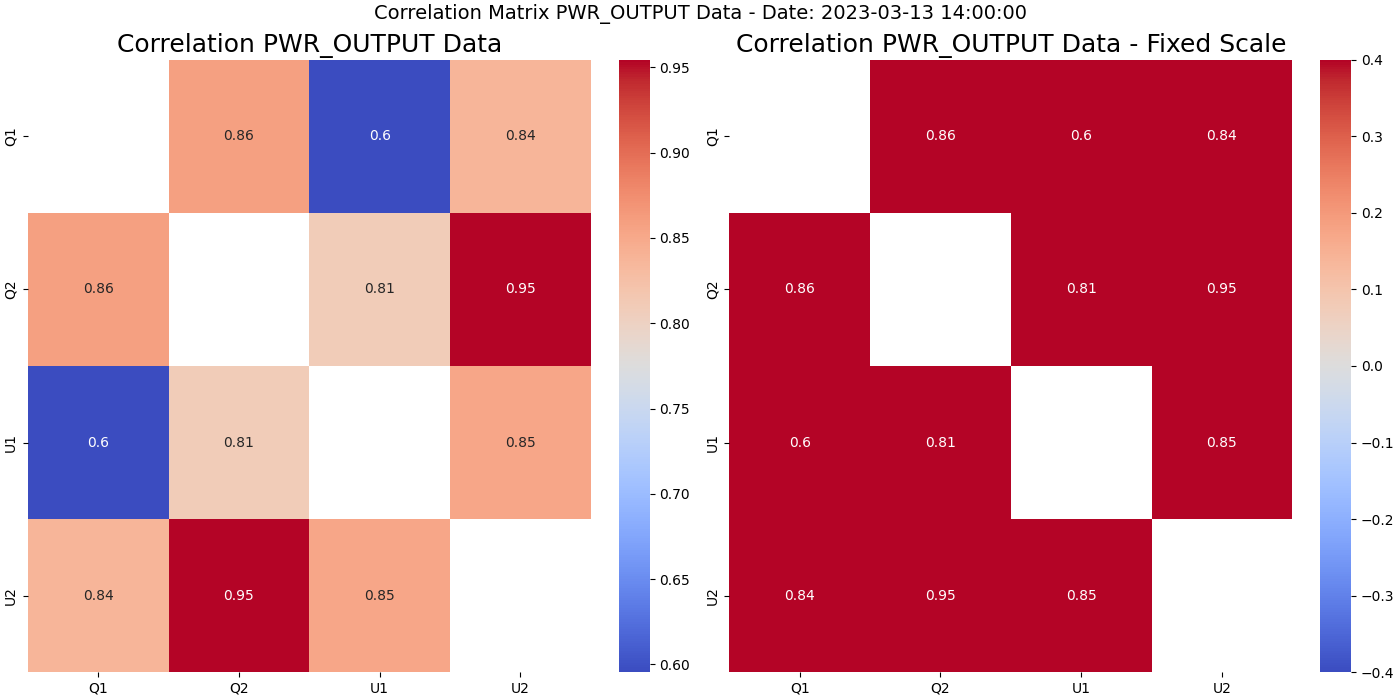 Correlation Matrix PWR_OUTPUT Data - Date: 2023-03-13 14:00:00
Correlation PWR_OUTPUT Data
Q1
0.86
0.6
0.84
Q2
0.86
0.81
0.95
U1
0.6
0.81
0.85
U2
0.84
0.95
0.85
Q1
Q2
U1
U2
0.95
0.90
0.85
0.80
0.75
0.70
0.65
0.60
Correlation PWR_OUTPUT Data - Fixed Scale
Q1
0.86
0.6
0.84
Q2
0.86
0.81
0.95
U1
0.6
0.81
0.85
U2
0.84
0.95
0.85
Q1
Q2
U1
U2
0.4
0.3
0.2
0.1
0.0
−0.1
−0.2
−0.3
−0.4